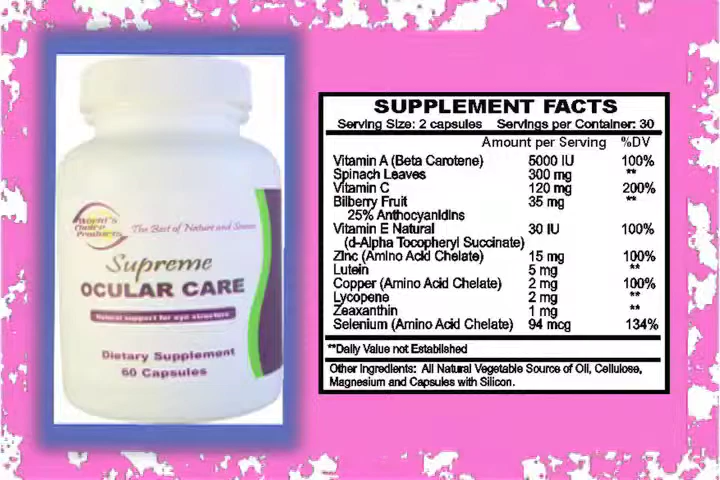 World's
Choice
Products
The Best of Nature and Science
Supreme
OCULAR CARE
Natural support for eye structure
Dietary Supplement
60 Capsules
SUPPLEMENT FACTS
Serving Size: 2 capsules Servings per Container: 30
Amount per Serving %DV
Vitamin A (Beta Carotene) 5000 IU 100%
Spinach Leaves 300 mg **
Vitamin C 120 mg 200%
Bilberry Fruit 35 mg **
25% Anthocyanidins
Vitamin E Natural 30 IU 100%
(d-Alpha Tocopheryl Succinate)
Zinc (Amino Acid Chelate) 15 mg 100%
Lutein 5 mg **
Copper (Amino Acid Chelate) 2 mg 100%
Lycopene 2 mg **
Zeaxanthin 1 mg **
Selenium (Amino Acid Chelate) 94 mcg 134%
**Daily Value not Established
Other Ingredients: All Natural Vegetable Source of Oil, Cellulose,
Magnesium and Capsules with Silicon.